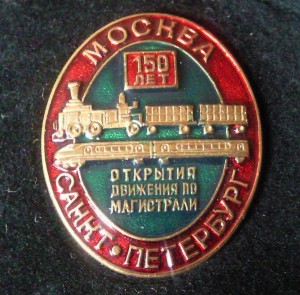 МОСКВА
150
ЛЕТ
ОТКРЫТИЯ
ДВИЖЕНИЯ ПО
МАГИСТРАЛИ
САНКТ-ПЕТЕРБУРГ